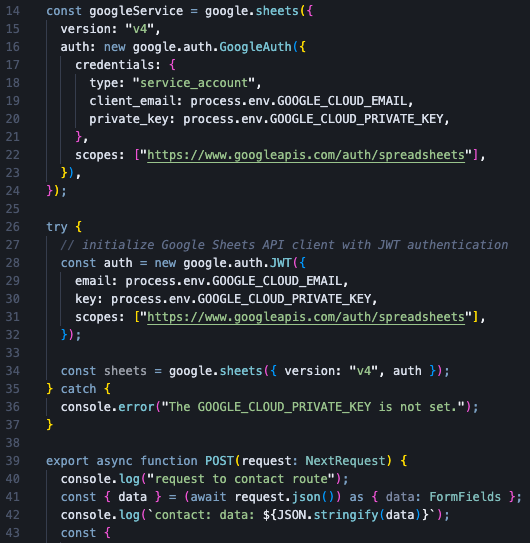 14 const googleService = google.sheets({
15   version: "v4",
16   auth: new google.auth.GoogleAuth({
17     credentials: {
18       type: "service_account",
19       client_email: process.env.GOOGLE_CLOUD_EMAIL,
20       private_key: process.env.GOOGLE_CLOUD_PRIVATE_KEY,
21     },
22     scopes: ["https://www.googleapis.com/auth/spreadsheets"],
23   }),
24 });
25
26 try {
27   // initialize Google Sheets API client with JWT authentication
28   const auth = new google.auth.JWT({
29     email: process.env.GOOGLE_CLOUD_EMAIL,
30     key: process.env.GOOGLE_CLOUD_PRIVATE_KEY,
31     scopes: ["https://www.googleapis.com/auth/spreadsheets"],
32   });
33
34   const sheets = google.sheets({ version: "v4", auth });
35 } catch {
36   console.error("The GOOGLE_CLOUD_PRIVATE_KEY is not set.");
37 }
38
39 export async function POST(request: NextRequest) {
40   console.log("request to contact route");
41   const { data } = (await request.json()) as { data: FormFields };
42   console.log(`contact: data: ${JSON.stringify(data)}`);
43   const {